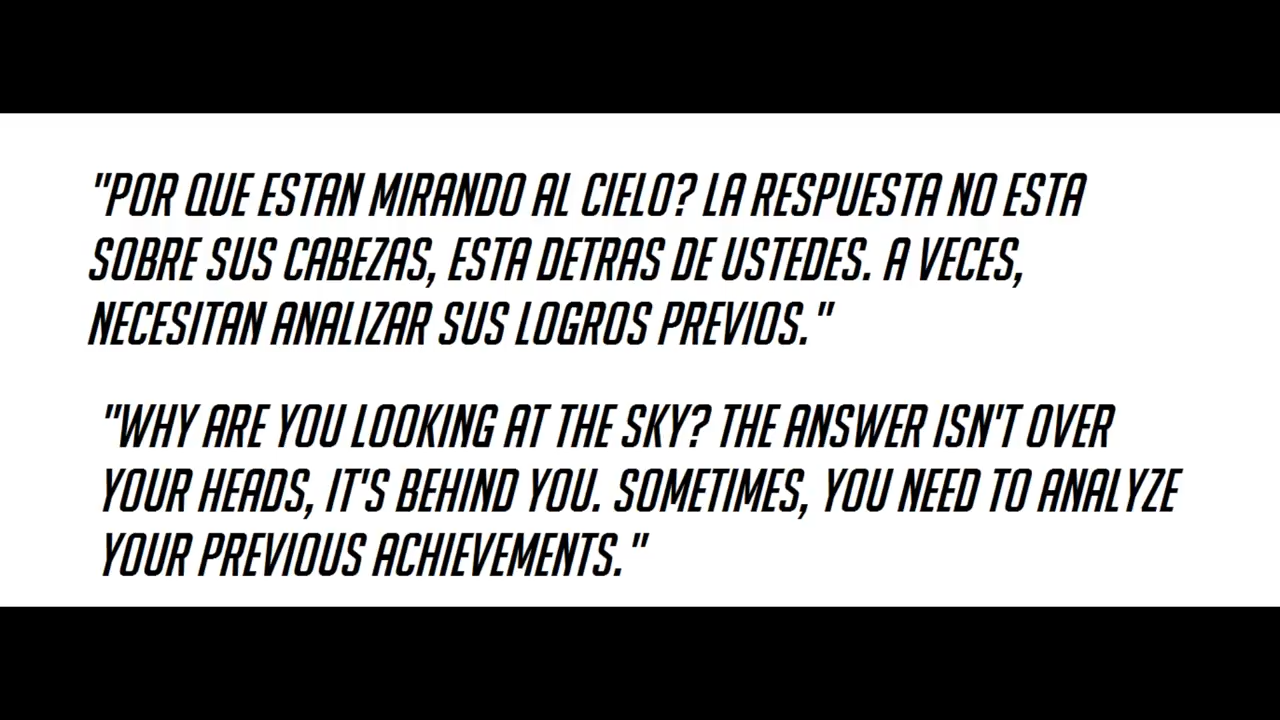 "POR QUE ESTAN MIRANDO AL CIELO? LA RESPUESTA NO ESTA
SOBRE SUS CABEZAS, ESTA DETRAS DE USTEDES. A VECES,
NECESITAN ANALIZAR SUS LOGROS PREVIOS."
"WHY ARE YOU LOOKING AT THE SKY? THE ANSWER ISN'T OVER
YOUR HEADS, IT'S BEHIND YOU. SOMETIMES, YOU NEED TO ANALYZE
YOUR PREVIOUS ACHIEVEMENTS."